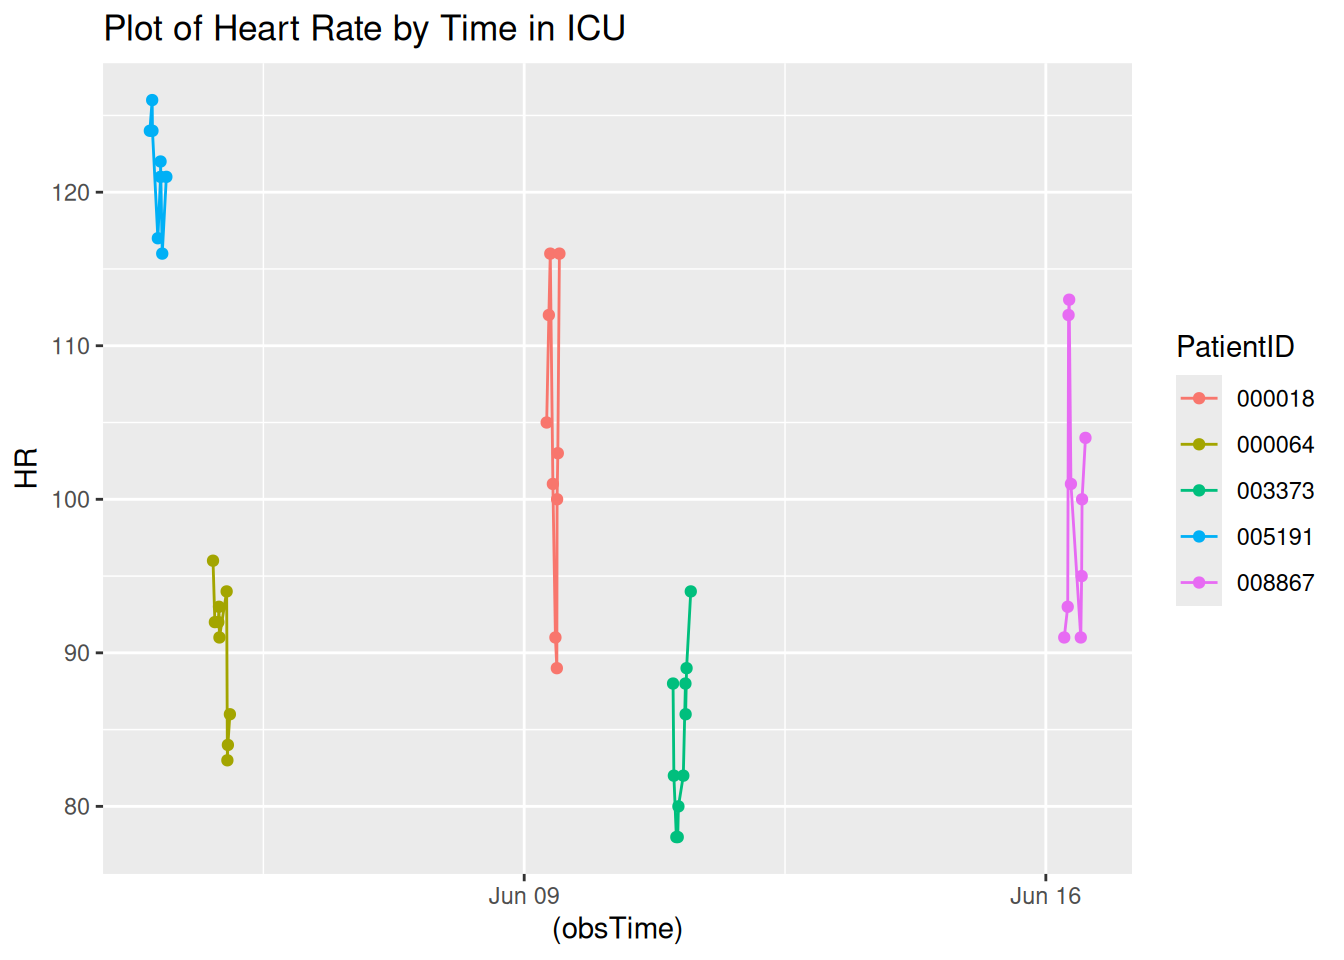 Plot of Heart Rate by Time in ICU
HR
120
110
100
90
80
Jun 09
Jun 16
(obsTime)
PatientID
000018
000064
003373
005191
008867